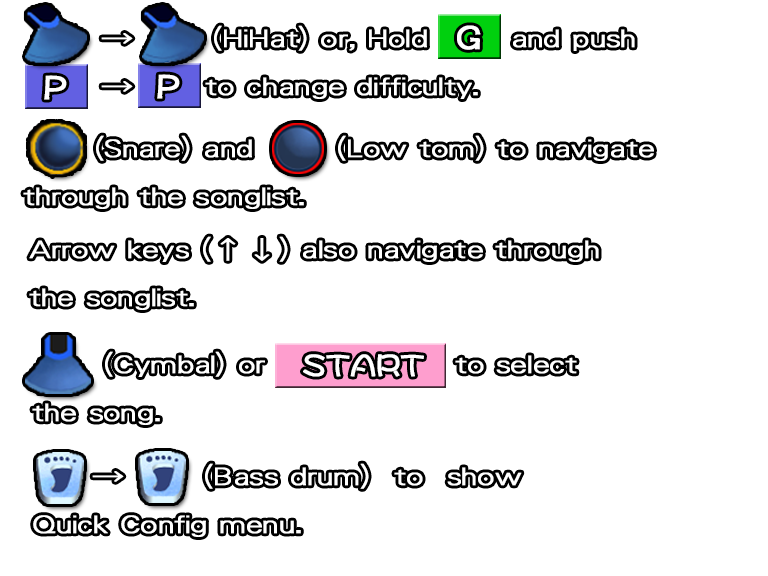 → (HiHat) or, Hold G and push
P → P to change difficulty.
(Snare) and (Low tom) to navigate
through the songlist.
Arrow keys (↑ ↓) also navigate through
the songlist.
(Cymbal) or START to select
the song.
→ (Bass drum) to show
Quick Config menu.